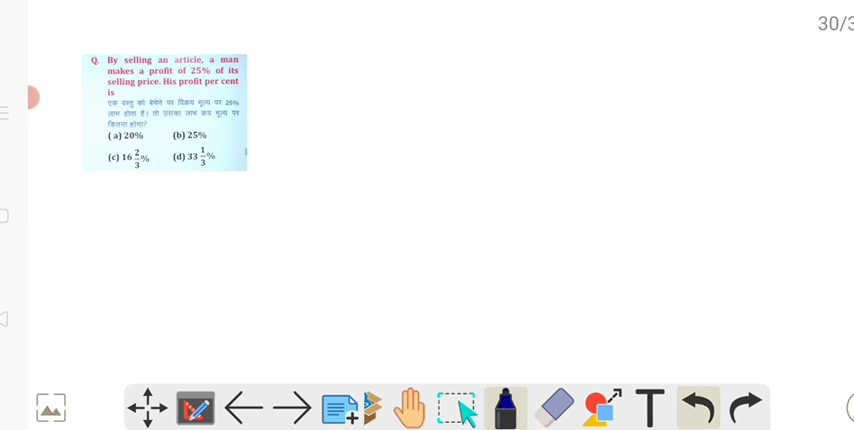 30/3
Q. By selling an article, a man
makes a profit of 25% of its
selling price. His profit per cent
is
एक वस्तु को बेचेने पर विक्रय मूल्य पर 25%
लाभ होता है। तो उसका लाभ क्रय मूल्य पर
कितना होगा?
(a) 20% (b) 25%
(c) 16 2/3 % (d) 33 1/3 %
T